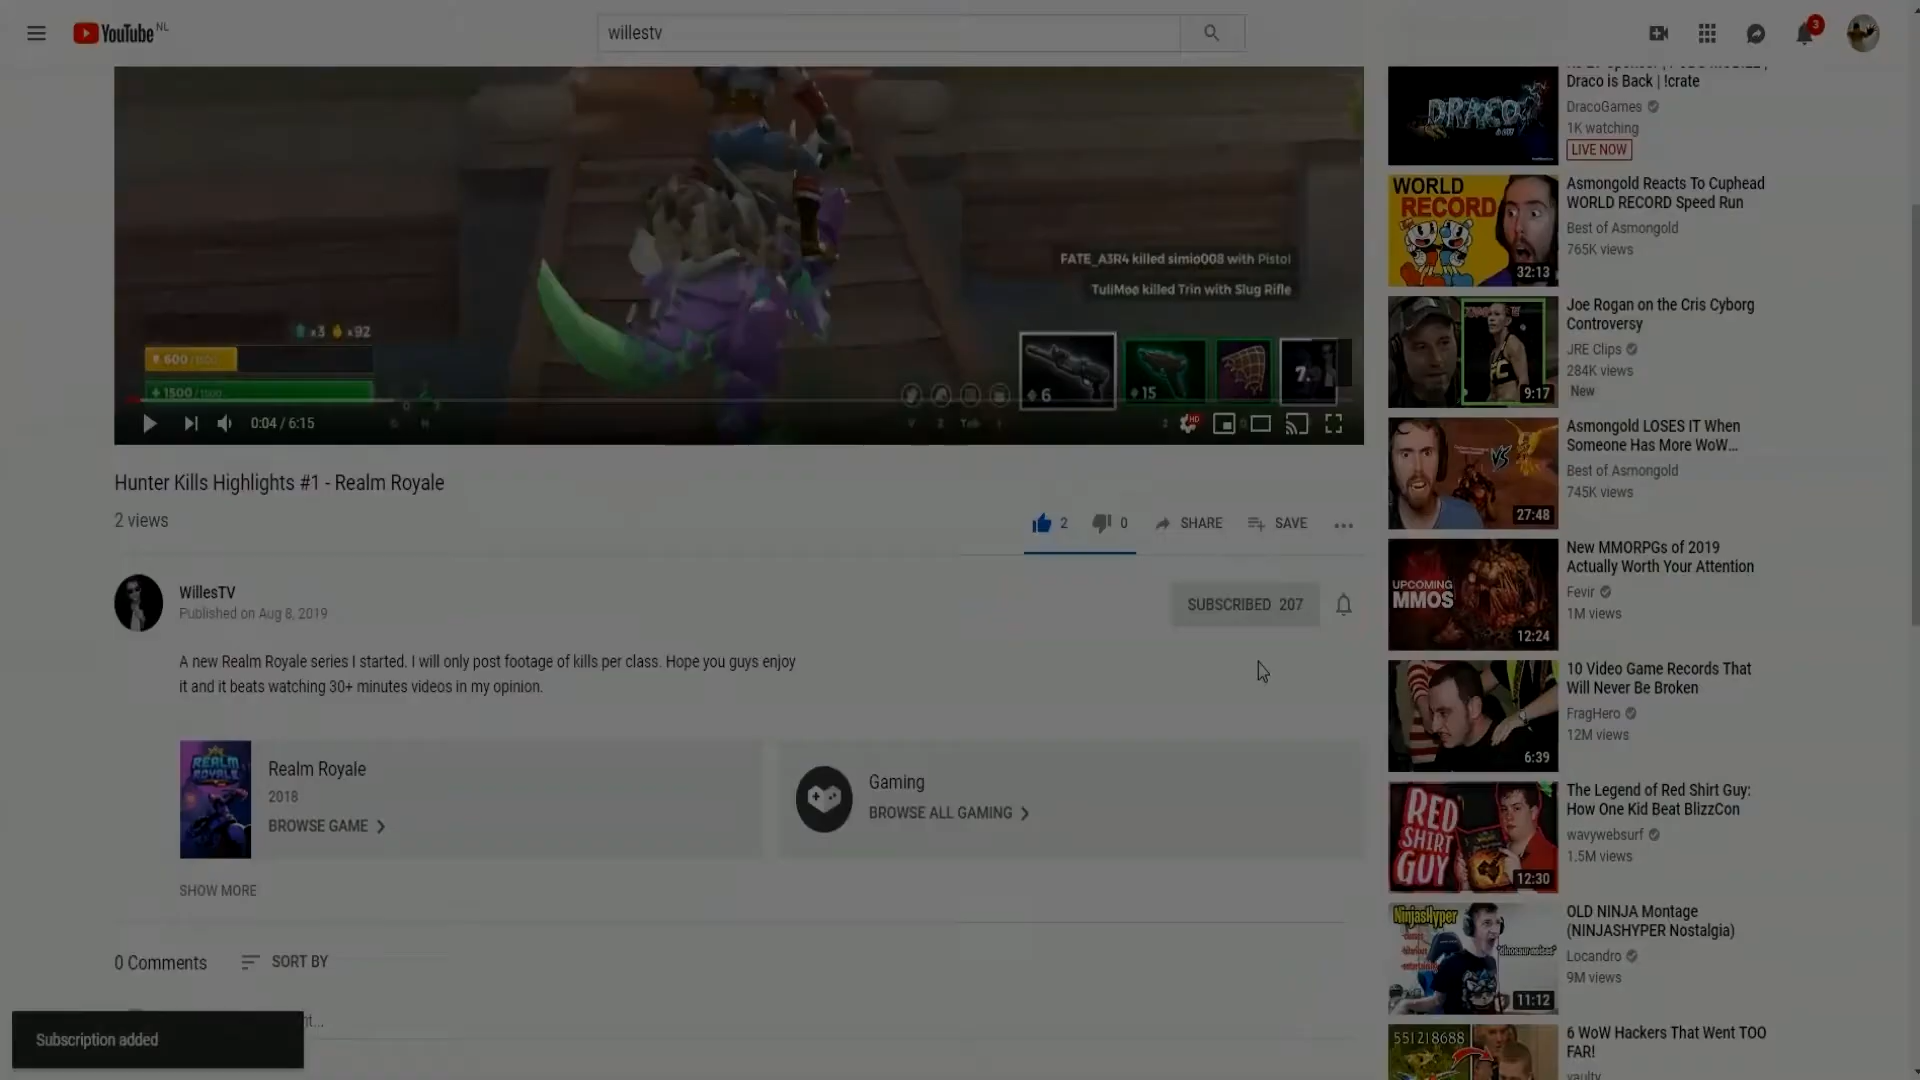 YouTube NL
willestv
3
FATE_A3R4 killed simio008 with Pistol
TuliMoo killed Trin with Slug Rifle
x3 x92
600 /1500
1500 /1500
6
15
7.
0:04 / 6:15
HD
Hunter Kills Highlights #1 - Realm Royale
2 views
2
0
SHARE
SAVE
WillesTV
Published on Aug 8, 2019
SUBSCRIBED 207
A new Realm Royale series I started. I will only post footage of kills per class. Hope you guys enjoy
it and it beats watching 30+ minutes videos in my opinion.
REALM
ROYALE
Realm Royale
2018
BROWSE GAME
Gaming
BROWSE ALL GAMING
SHOW MORE
0 Comments
SORT BY
Subscription added
DRACO
Draco is Back | !crate
DracoGames
1K watching
LIVE NOW
WORLD
RECORD
32:13
Asmongold Reacts To Cuphead
WORLD RECORD Speed Run
Best of Asmongold
765K views
9:17
Joe Rogan on the Cris Cyborg
Controversy
JRE Clips
284K views
New
VS
27:48
Asmongold LOSES IT When
Someone Has More WoW...
Best of Asmongold
745K views
UPCOMING
MMOS
12:24
New MMORPGs of 2019
Actually Worth Your Attention
Fevir
1M views
6:39
10 Video Game Records That
Will Never Be Broken
FragHero
12M views
RED
SHIRT
GUY
12:30
The Legend of Red Shirt Guy:
How One Kid Beat BlizzCon
wavywebsurf
1.5M views
NinjasHyper
11:12
OLD NINJA Montage
(NINJASHYPER Nostalgia)
Locandro
9M views
551218688
6 WoW Hackers That Went TOO
FAR!